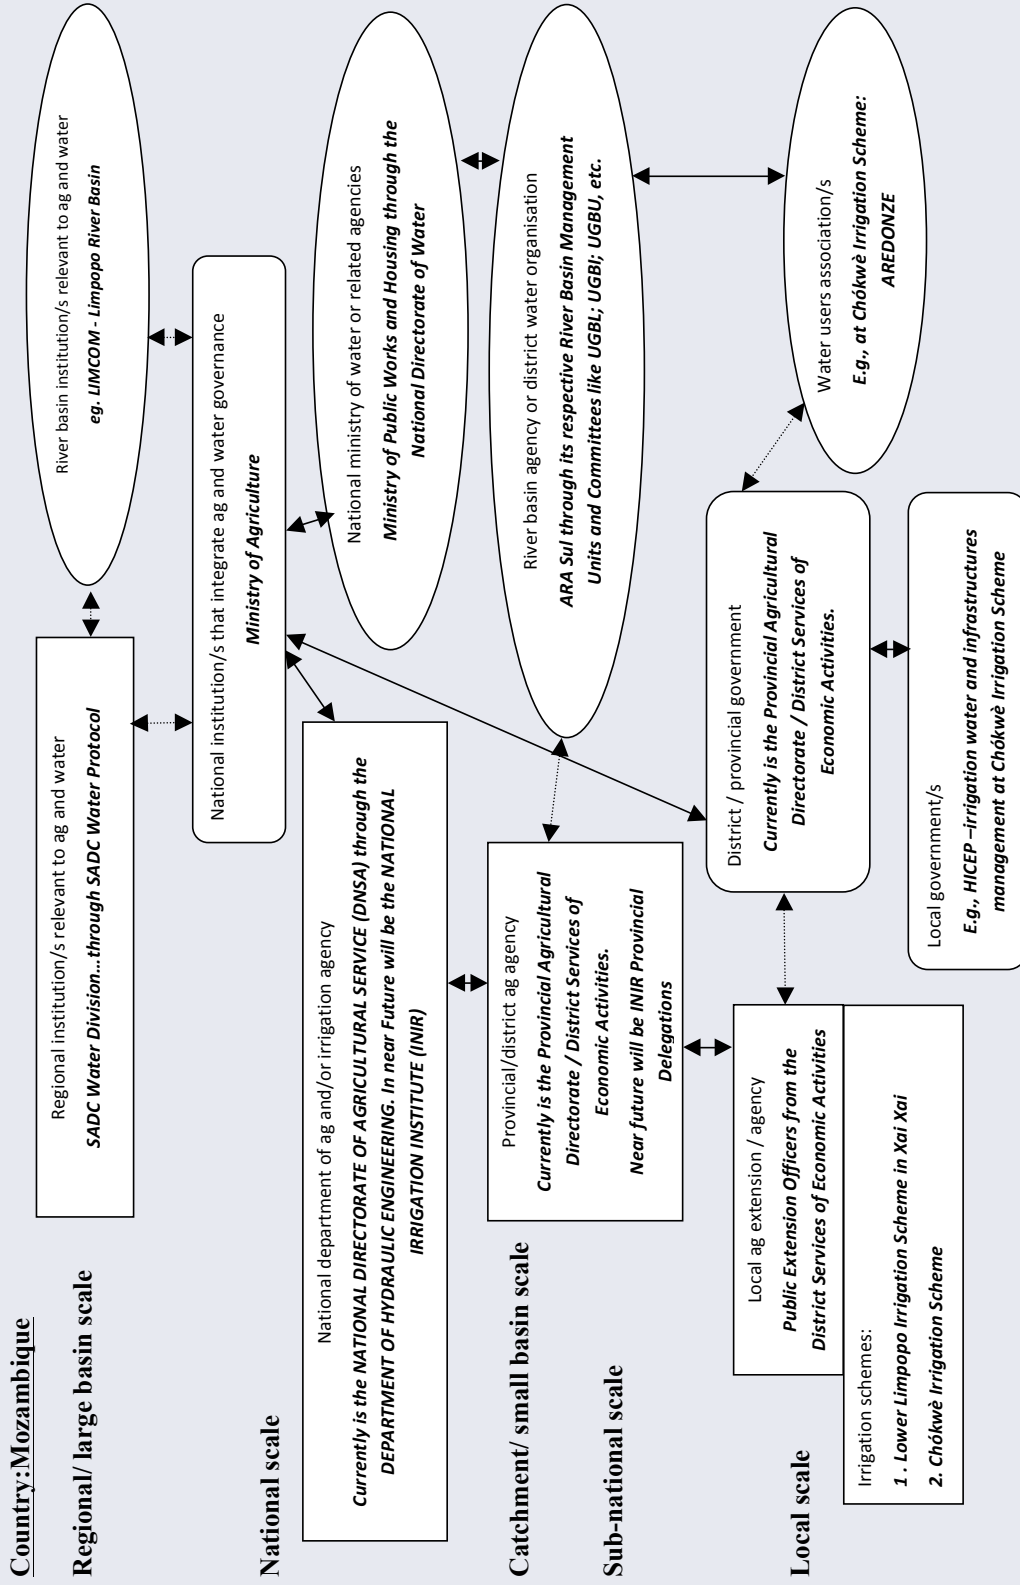 Country:Mozambique
Regional/ large basin scale
Regional institution/s relevant to ag and water
SADC Water Division...through SADC Water Protocol
River basin institution/s relevant to ag and water
eg. LIMCOM - Limpopo River Basin
National institution/s that integrate ag and water governance
Ministry of Agriculture
National scale
National department of ag and/or irrigation agency
Currently is the NATIONAL DIRECTORATE OF AGRICULTURAL SERVICE (DNSA) through the
DEPARTMENT OF HYDRAULIC ENGINEERING. In near Future will be the NATIONAL
IRRIGATION INSTITUTE (INIR)
National ministry of water or related agencies
Ministry of Public Works and Housing through the
National Directorate of Water
Catchment/ small basin scale
Sub-national scale
Provincial/district ag agency
Currently is the Provincial Agricultural
Directorate / District Services of
Economic Activities.
Near future will be INIR Provincial
Delegations
River basin agency or district water organisation
ARA Sul through its respective River Basin Management
Units and Committees like UGBL; UGBI; UGBU, etc.
District / provincial government
Currently is the Provincial Agricultural
Directorate / District Services of
Economic Activities.
Local scale
Local ag extension / agency
Public Extension Officers from the
District Services of Economic Activities
Irrigation schemes:
1 . Lower Limpopo Irrigation Scheme in Xai Xai
2. Chókwè Irrigation Scheme
Water users association/s
E.g., at Chókwè Irrigation Scheme:
AREDONZE
Local government/s
E.g., HICEP –irrigation water and infrastructures
management at Chókwè Irrigation Scheme